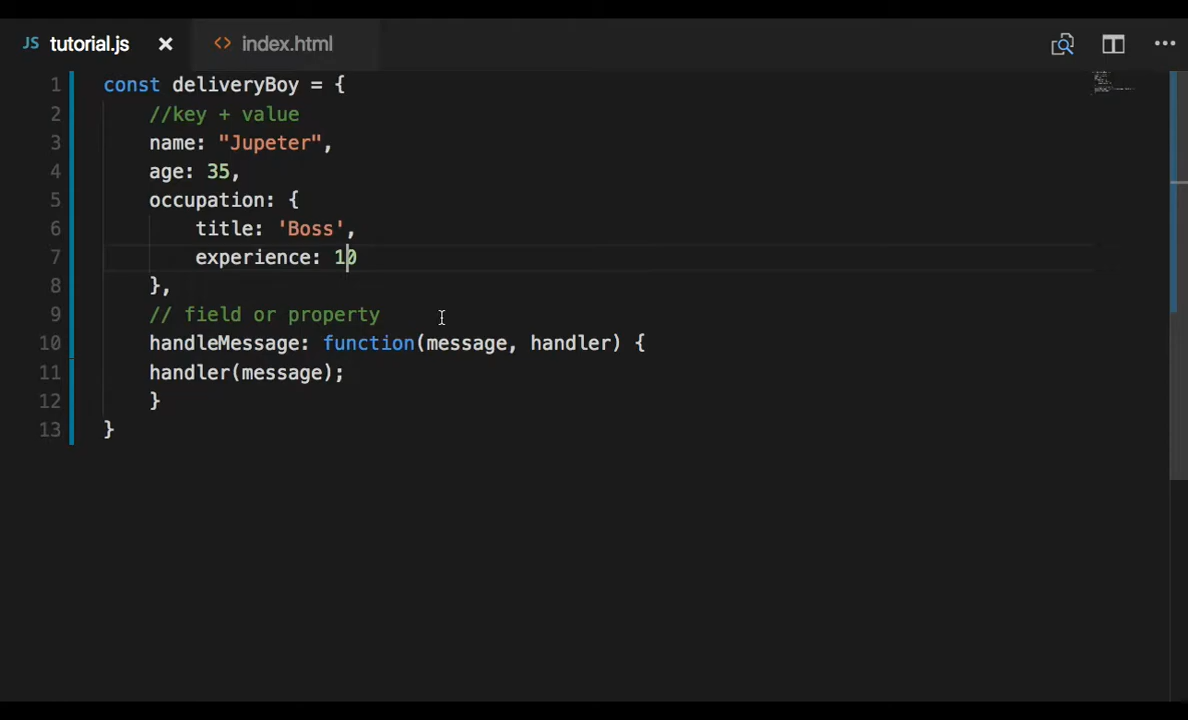 JS tutorial.js × <> index.html ...
1 const deliveryBoy = {
2 //key + value
3 name: "Jupeter",
4 age: 35,
5 occupation: {
6 title: 'Boss',
7 experience: 10
8 },
9 // field or property
10 handleMessage: function(message, handler) {
11 handler(message);
12 }
13 }